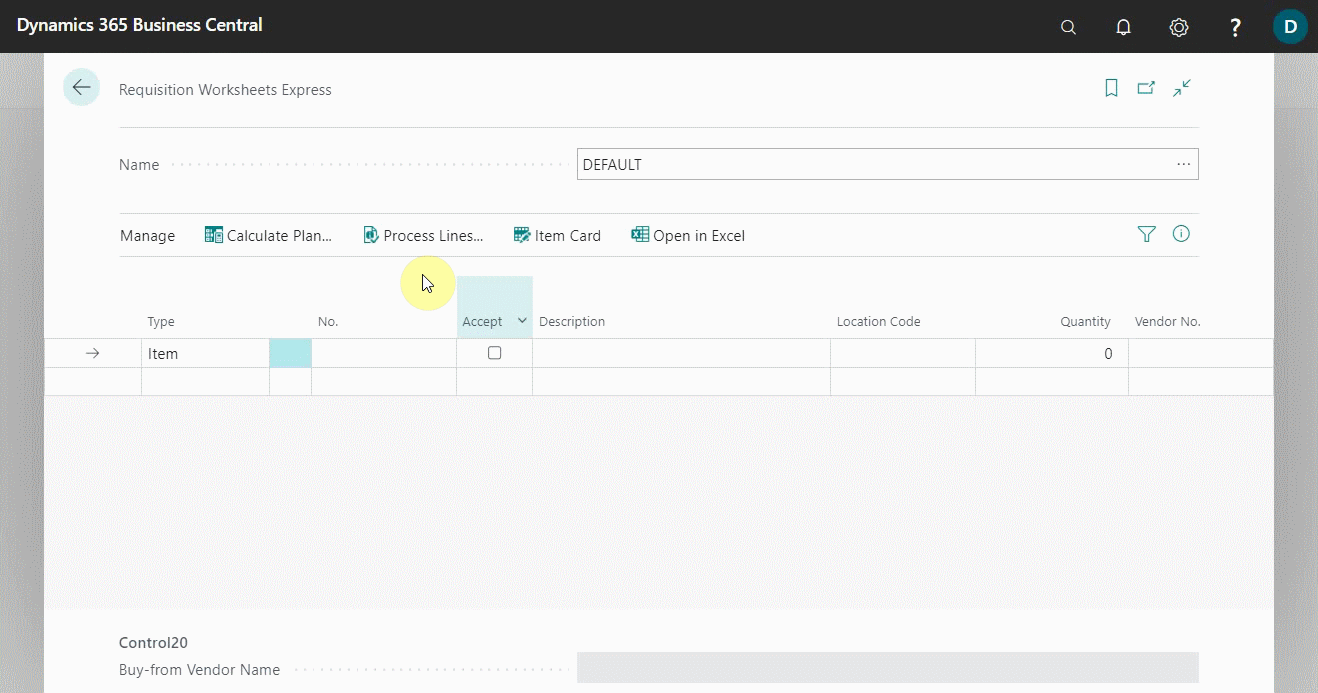 Dynamics 365 Business Central
? D
Requisition Worksheets Express
Name DEFAULT ...
Manage Calculate Plan... Process Lines... Item Card Open in Excel
Type No. Accept Description Location Code Quantity Vendor No.
Item 0
Control20
Buy-from Vendor Name